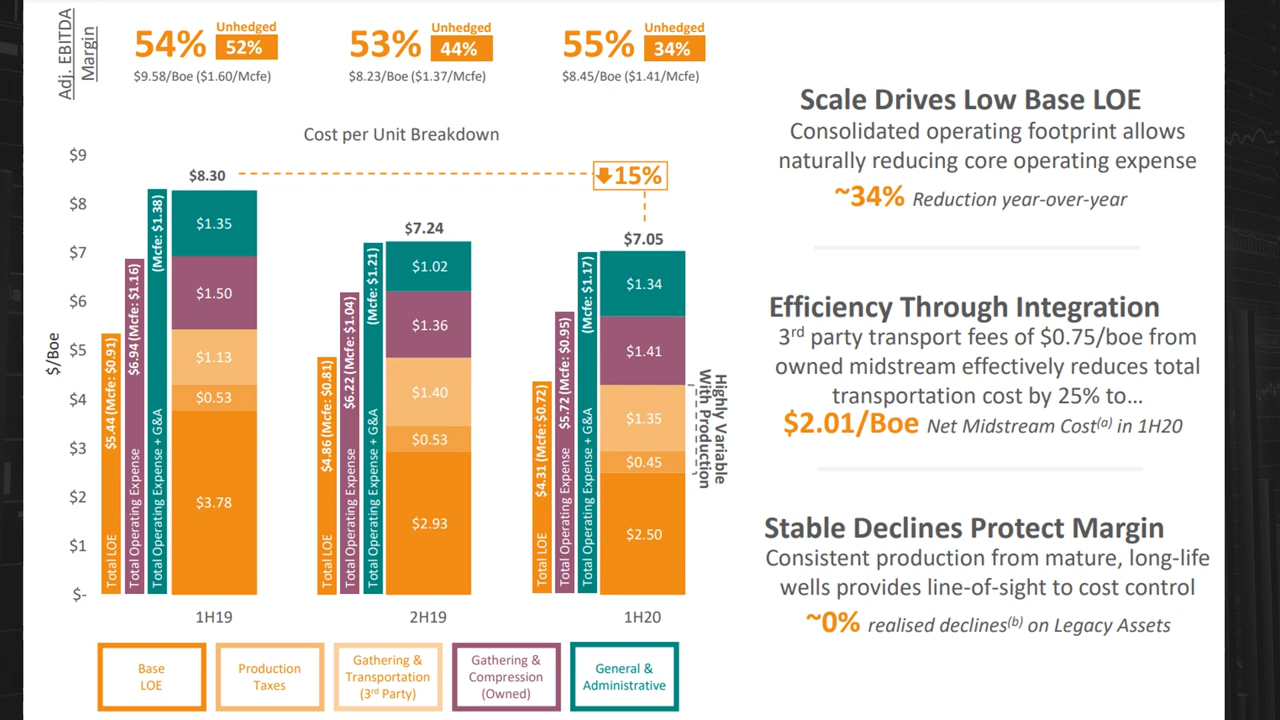 Adj. EBITDA
Margin
54%
Unhedged
52%
$9.58/Boe ($1.60/Mcfe)
53%
Unhedged
44%
$8.23/Boe ($1.37/Mcfe)
55%
Unhedged
34%
$8.45/Boe ($1.41/Mcfe)
Cost per Unit Breakdown
$/Boe
$9
$8
$7
$6
$5
$4
$3
$2
$1
$-
Total LOE $5.44 (Mcfe: $0.91)
Total Operating Expense $6.94 (Mcfe: $1.16)
Total Operating Expense + G&A (Mcfe: $1.38)
$8.30
$1.35
$1.50
$1.13
$0.53
$3.78
1H19
Total LOE $4.86 (Mcfe: $0.81)
Total Operating Expense $6.22 (Mcfe: $1.04)
Total Operating Expense + G&A (Mcfe: $1.21)
$7.24
$1.02
$1.36
$1.40
$0.53
$2.93
2H19
Total LOE $4.31 (Mcfe: $0.72)
Total Operating Expense $5.72 (Mcfe: $0.95)
Total Operating Expense + G&A (Mcfe: $1.17)
15%
$7.05
$1.34
$1.41
$1.35
$0.45
$2.50
1H20
Highly Variable
With Production
Base
LOE
Production
Taxes
Gathering &
Transportation
(3rd Party)
Gathering &
Compression
(Owned)
General &
Administrative
Scale Drives Low Base LOE
Consolidated operating footprint allows
naturally reducing core operating expense
~34% Reduction year-over-year
Efficiency Through Integration
3rd party transport fees of $0.75/boe from
owned midstream effectively reduces total
transportation cost by 25% to…
$2.01/Boe Net Midstream Cost(a) in 1H20
Stable Declines Protect Margin
Consistent production from mature, long-life
wells provides line-of-sight to cost control
~0% realised declines(b) on Legacy Assets